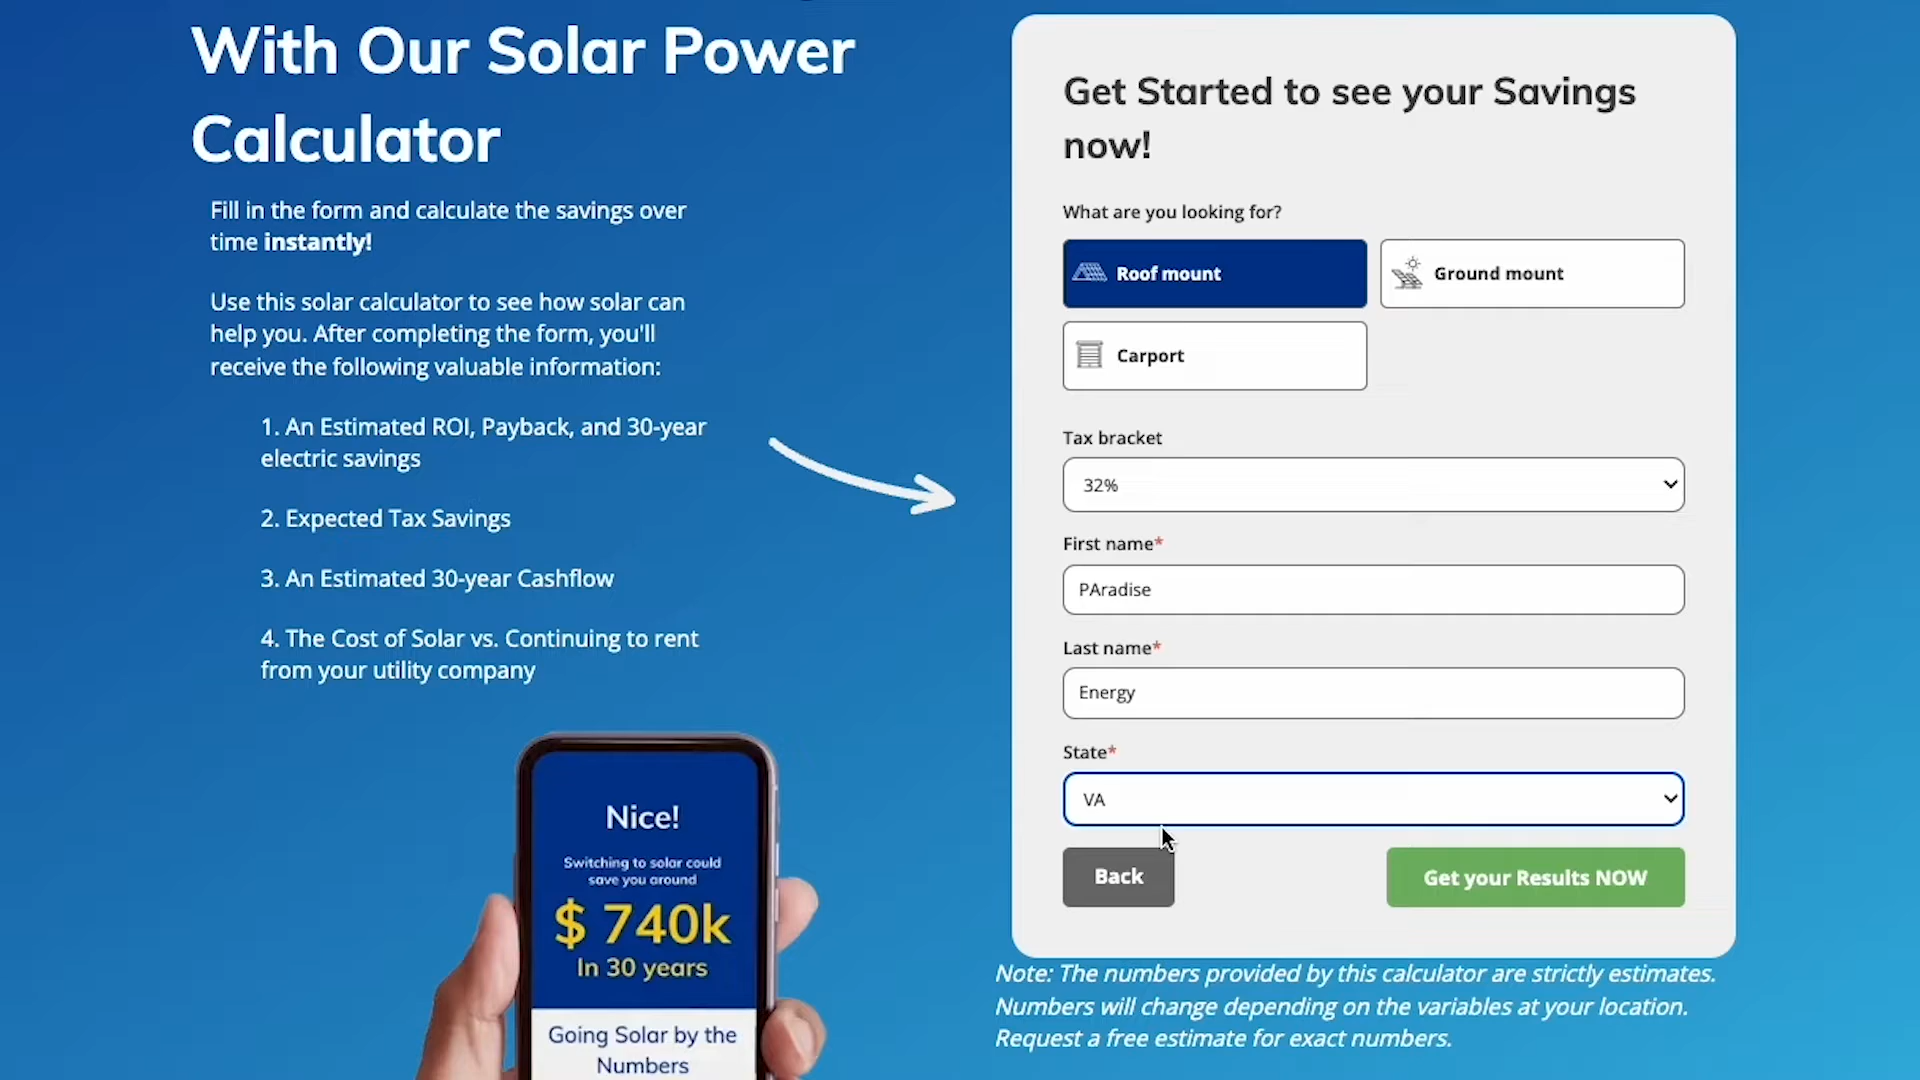 With Our Solar Power
Calculator
Fill in the form and calculate the savings over
time instantly!
Use this solar calculator to see how solar can
help you. After completing the form, you'll
receive the following valuable information:
1. An Estimated ROI, Payback, and 30-year
electric savings
2. Expected Tax Savings
3. An Estimated 30-year Cashflow
4. The Cost of Solar vs. Continuing to rent
from your utility company
Nice!
Switching to solar could
save you around
$ 740k
In 30 years
Going Solar by the
Numbers
Get Started to see your Savings
now!
What are you looking for?
Roof mount
Ground mount
Carport
Tax bracket
32%
First name*
PAradise
Last name*
Energy
State*
VA
Back
Get your Results NOW
Note: The numbers provided by this calculator are strictly estimates.
Numbers will change depending on the variables at your location.
Request a free estimate for exact numbers.